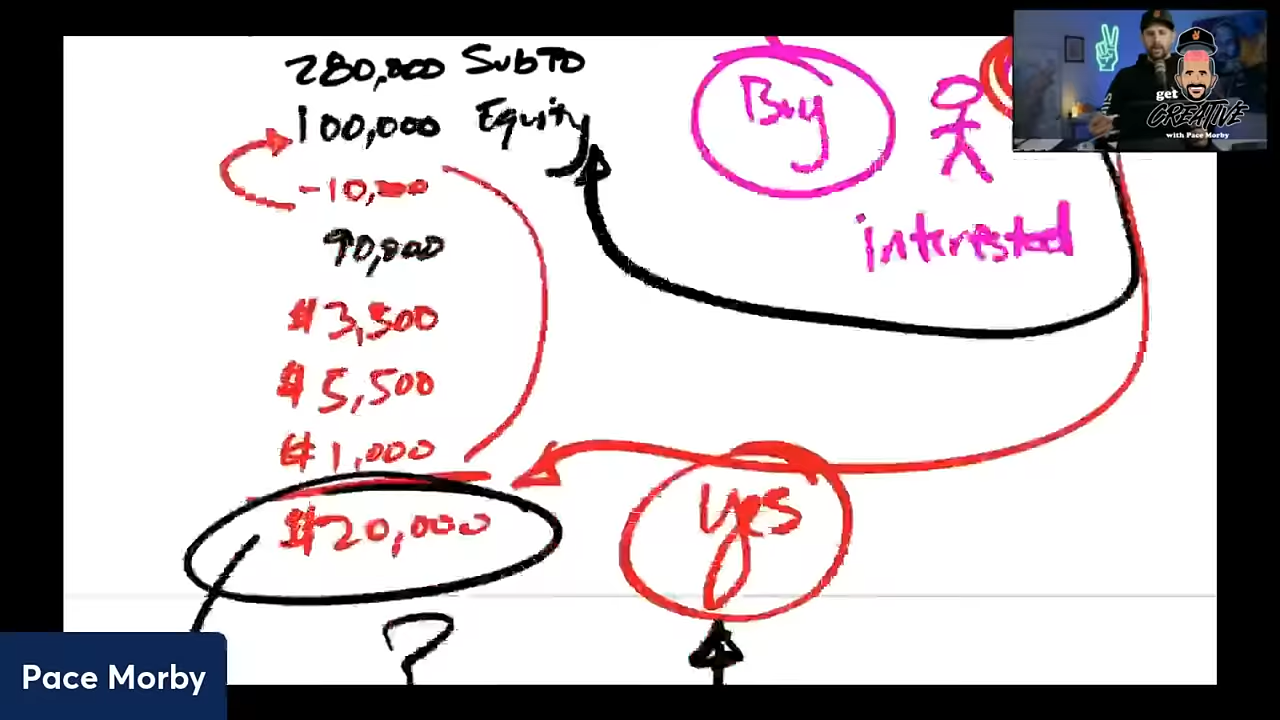 280,000 SubTO
100,000 Equity
-10,000
90,000
$3,500
$5,500
$1,000
$20,000
?
Buy
interested
yes
get
CREATIVE
with Pace Morby
Pace Morby